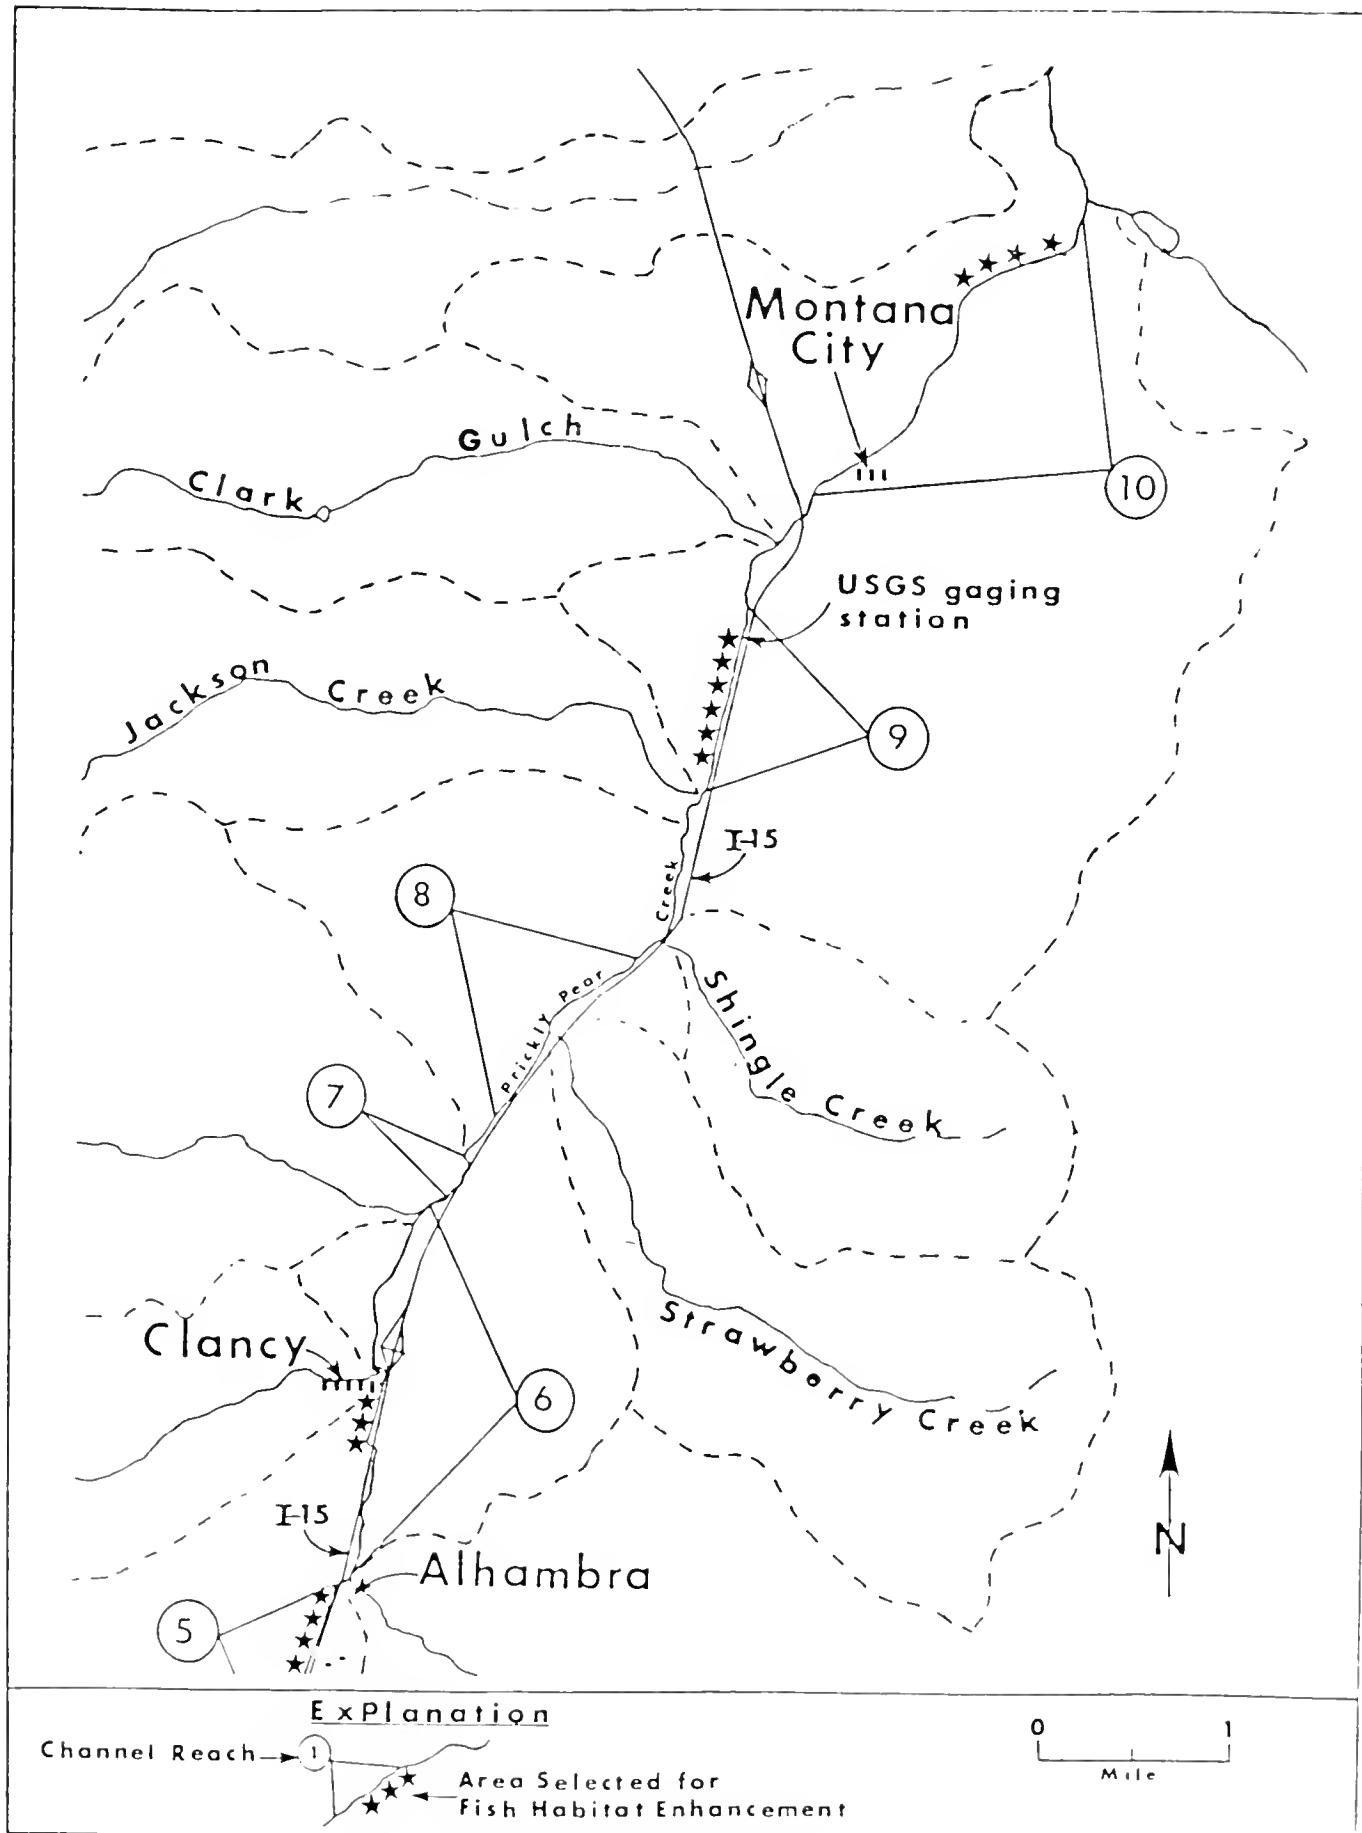 Montana
City
Clark Gulch
10
USGS gaging
station
Jackson Creek
9
I-15
8
Prickly Pear Creek
Shingle Creek
7
Clancy
Strawberry Creek
6
I-15
N
Alhambra
5
ExPlanation
Channel Reach
1
Area Selected for
Fish Habitat Enhancement
0 1
Mile